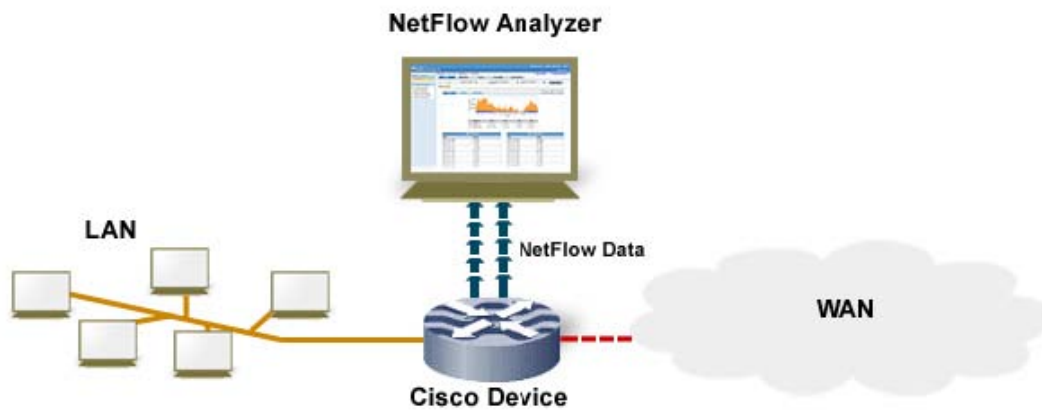 NetFlow Analyzer
LAN
NetFlow Data
WAN
Cisco Device